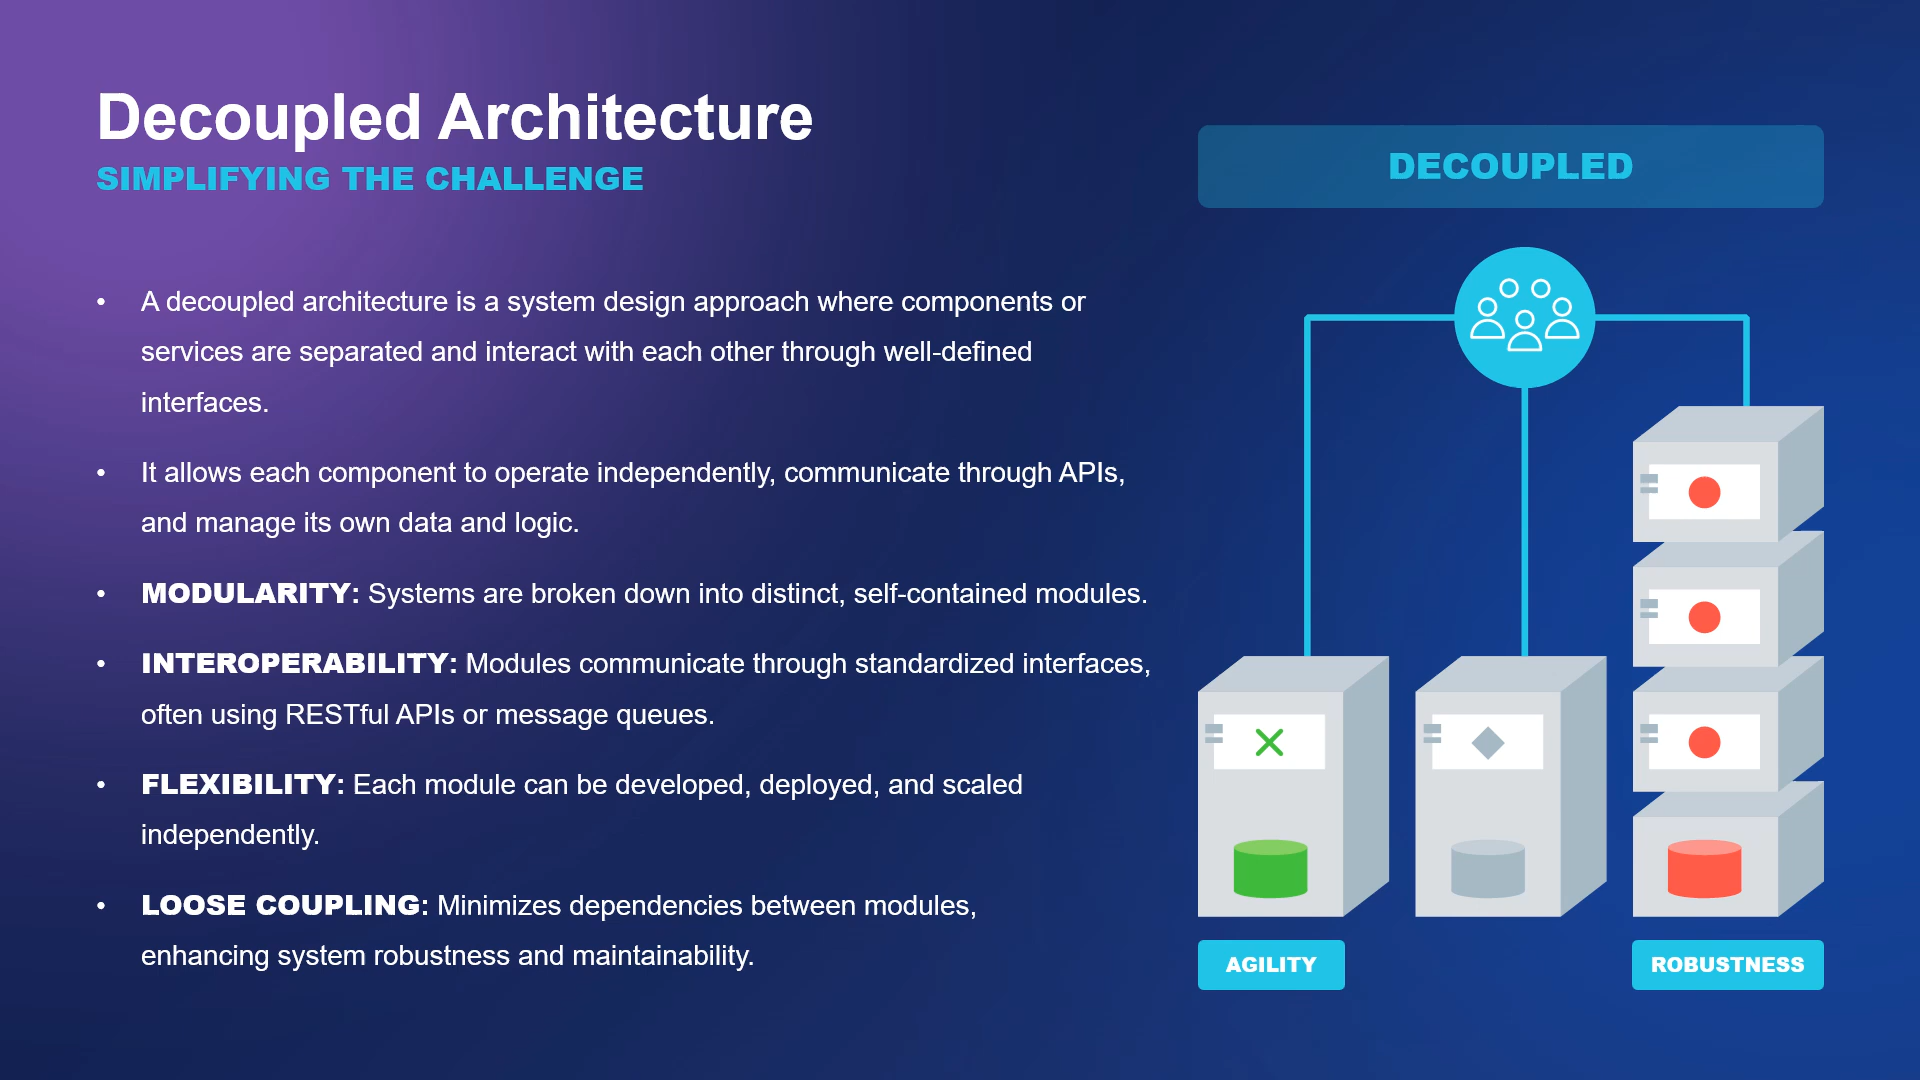 Decoupled Architecture
SIMPLIFYING THE CHALLENGE
• A decoupled architecture is a system design approach where components or
services are separated and interact with each other through well-defined
interfaces.
• It allows each component to operate independently, communicate through APIs,
and manage its own data and logic.
• MODULARITY: Systems are broken down into distinct, self-contained modules.
• INTEROPERABILITY: Modules communicate through standardized interfaces,
often using RESTful APIs or message queues.
• FLEXIBILITY: Each module can be developed, deployed, and scaled
independently.
• LOOSE COUPLING: Minimizes dependencies between modules,
enhancing system robustness and maintainability.
DECOUPLED
AGILITY
ROBUSTNESS